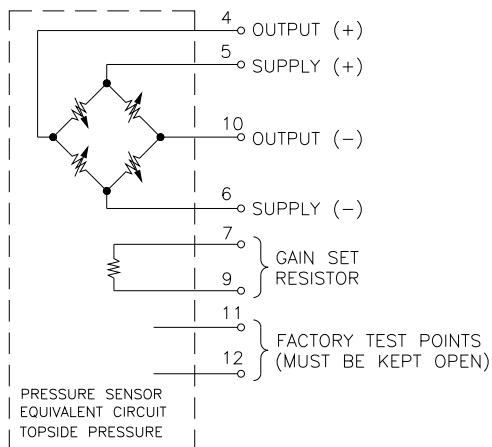 4 OUTPUT (+)
5 SUPPLY (+)
10 OUTPUT (−)
6 SUPPLY (−)
7
GAIN SET
RESISTOR
9
11
FACTORY TEST POINTS
(MUST BE KEPT OPEN)
12
PRESSURE SENSOR
EQUIVALENT CIRCUIT
TOPSIDE PRESSURE